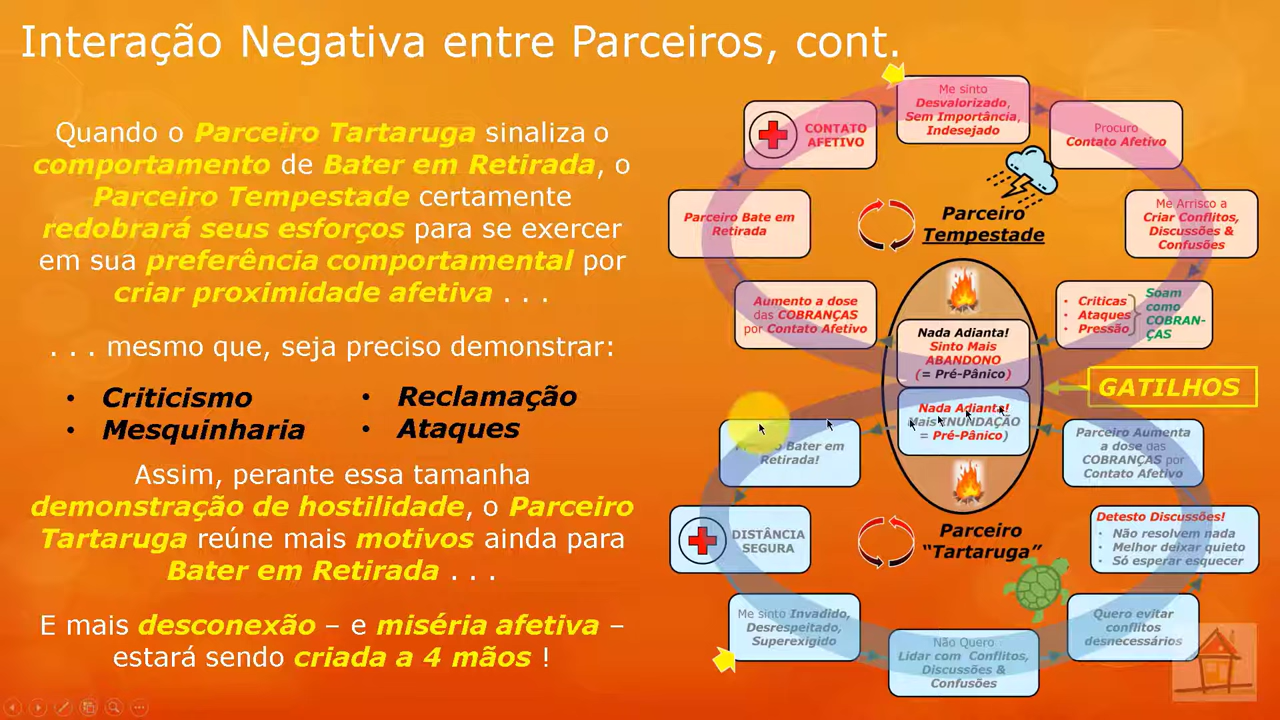 Interação Negativa entre Parceiros, cont.
Quando o Parceiro Tartaruga sinaliza o
comportamento de Bater em Retirada, o
Parceiro Tempestade certamente
redobrará seus esforços para se exercer
em sua preferência comportamental por
criar proximidade afetiva . . .
. . . mesmo que, seja preciso demonstrar:
• Criticismo
• Mesquinharia
• Reclamação
• Ataques
Assim, perante essa tamanha
demonstração de hostilidade, o Parceiro
Tartaruga reúne mais motivos ainda para
Bater em Retirada . . .
E mais desconexão – e miséria afetiva –
estará sendo criada a 4 mãos !
Me sinto
Desvalorizado,
Sem Importância,
Indesejado
CONTATO
AFETIVO
Procuro
Contato Afetivo
Parceiro Bate em
Retirada
Parceiro
Tempestade
Me Arrisco a
Criar Conflitos,
Discussões &
Confusões
Aumento a dose
das COBRANÇAS
por Contato Afetivo
Nada Adianta!
Sinto Mais
ABANDONO
(= Pré-Pânico)
• Criticas
• Ataques
• Pressão
Soam
como
COBRAN-
ÇAS
GATILHOS
Nada Adianta!
Mais INUNDAÇÃO
= Pré-Pânico)
Bater em
Retirada!
Parceiro Aumenta
a dose das
COBRANÇAS por
Contato Afetivo
DISTÂNCIA
SEGURA
Parceiro
“Tartaruga”
Detesto Discussões!
• Não resolvem nada
• Melhor deixar quieto
• Só esperar esquecer
Me sinto Invadido,
Desrespeitado,
Superexigido
Não Quero
Lidar com Conflitos,
Discussões &
Confusões
Quero evitar
conflitos
desnecessários